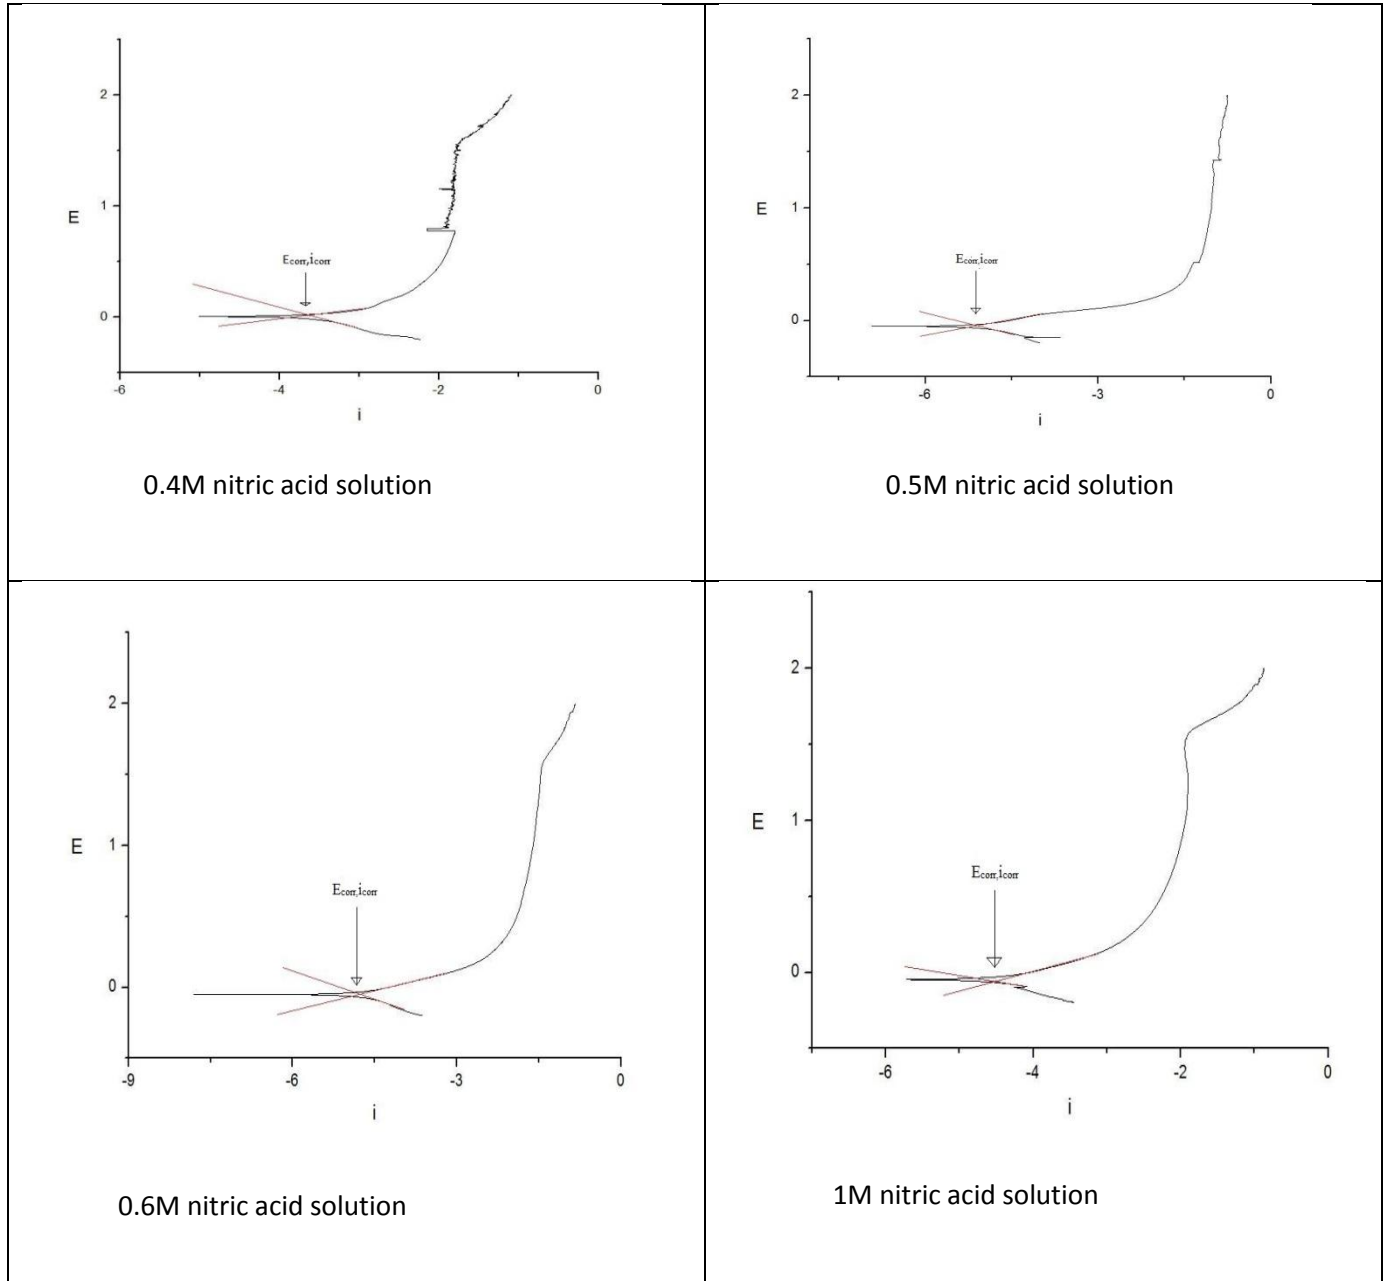 2
E
1
Ecorr,icorr
0
-6
-4
-2
0
i
0.4M nitric acid solution
2
E
1
Ecorr,icorr
0
-6
-3
0
i
0.5M nitric acid solution
2
E
1
Ecorr,icorr
0
-9
-6
-3
0
i
0.6M nitric acid solution
2
E
1
Ecorr,icorr
0
-6
-4
-2
0
i
1M nitric acid solution